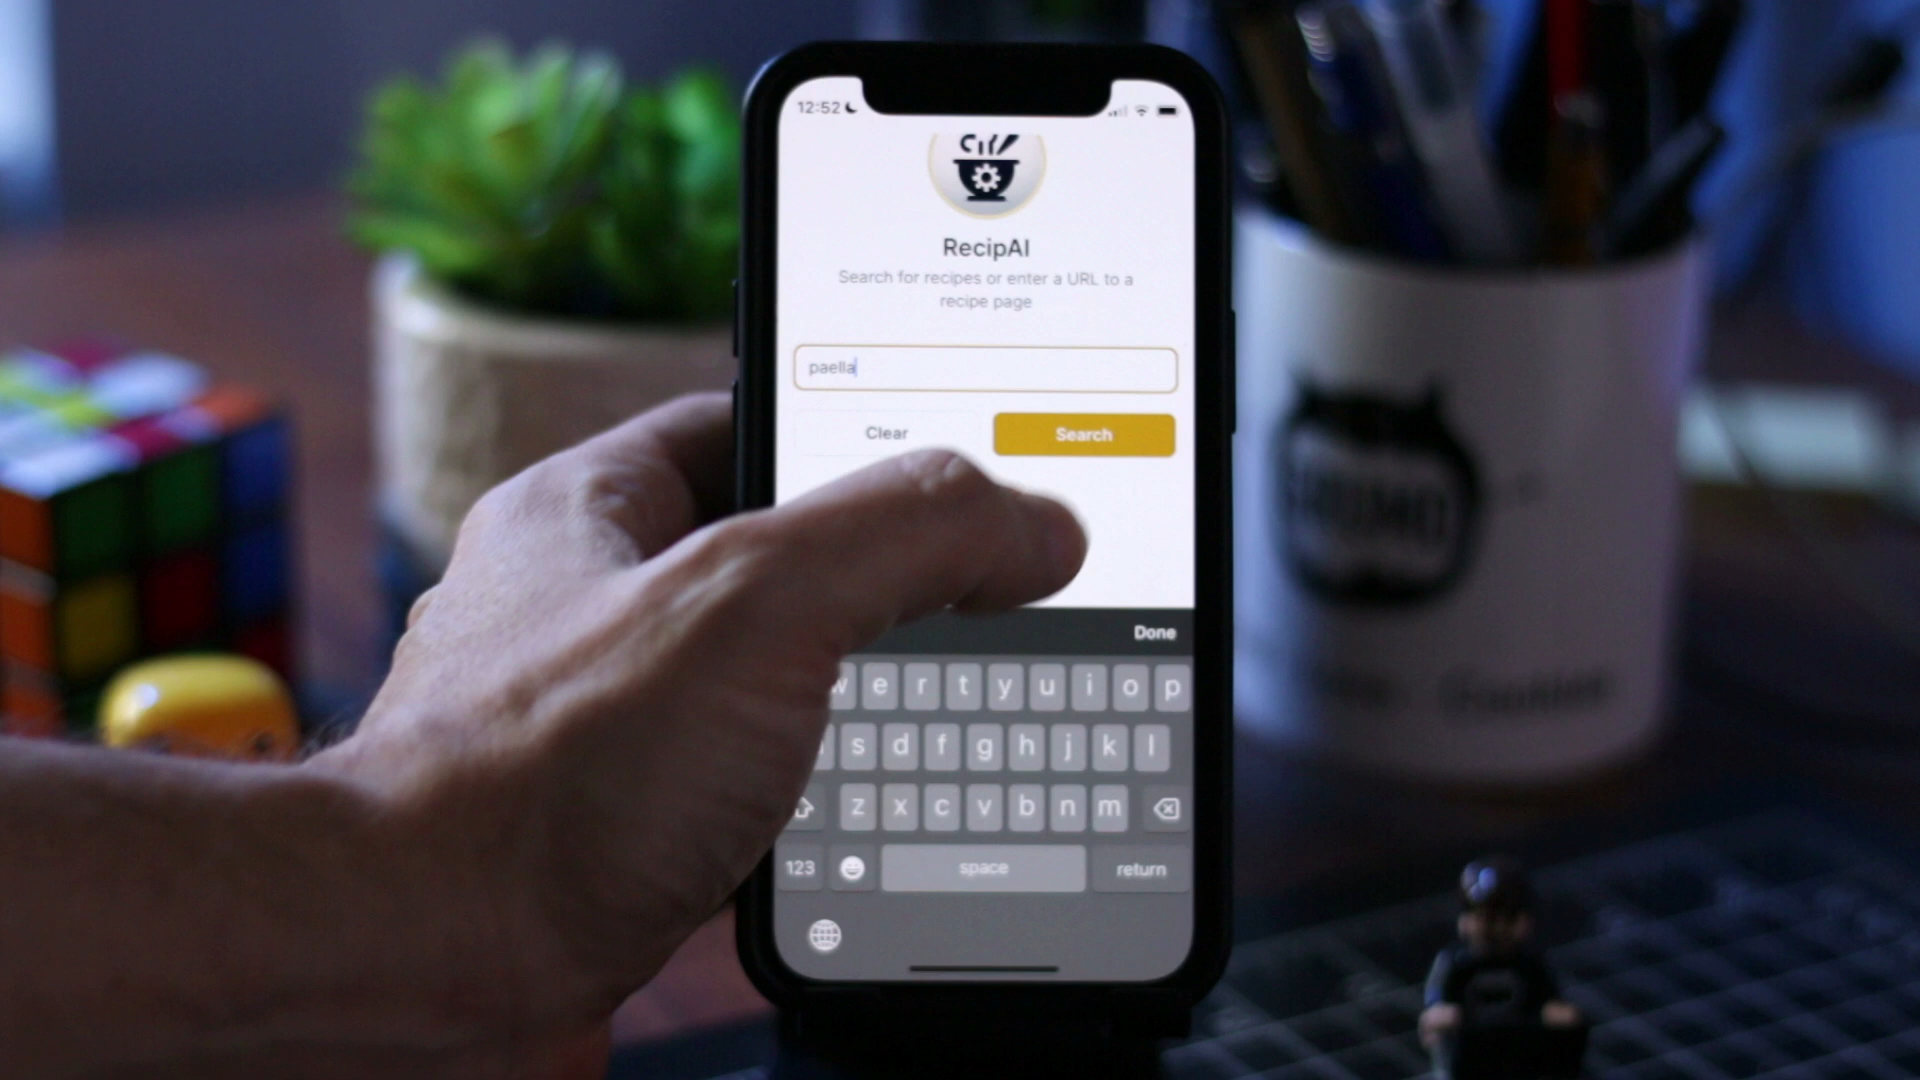 12:52
RecipAI
Search for recipes or enter a URL to a
recipe page
paella
Clear
Search
Done
w e r t y u i o p
s d f g h j k l
z x c v b n m
123
space
return